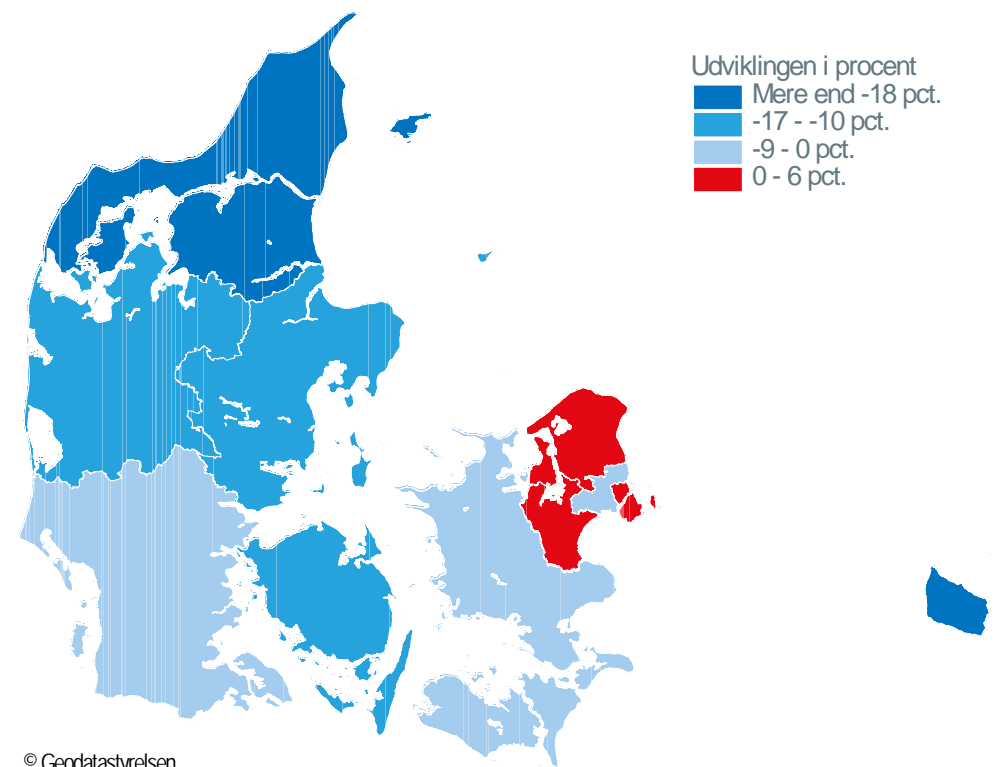 Udviklingen i procent
Mere end -18 pct.
-17 - -10 pct.
-9 - 0 pct.
0 - 6 pct.
© Geodatastyrelsen